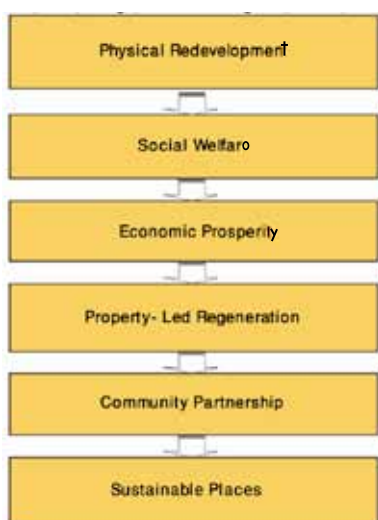 Physical Redevelopment
Social Welfaro
Economic Prosperily
Property- Led Regeneration
Community Partnership
Sustainable Places